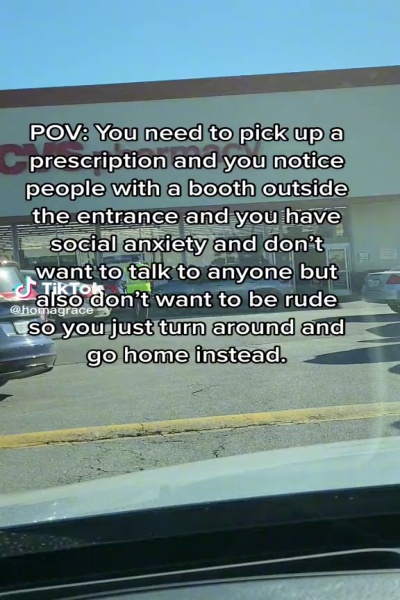 POV: You need to pick up a
prescription and you notice
people with a booth outside
the entrance and you have
social anxiety and don't
want to talk to anyone but
also don't want to be rude
so you just turn around and
go home instead.
CVS pharmacy
TikTok
@homagrace